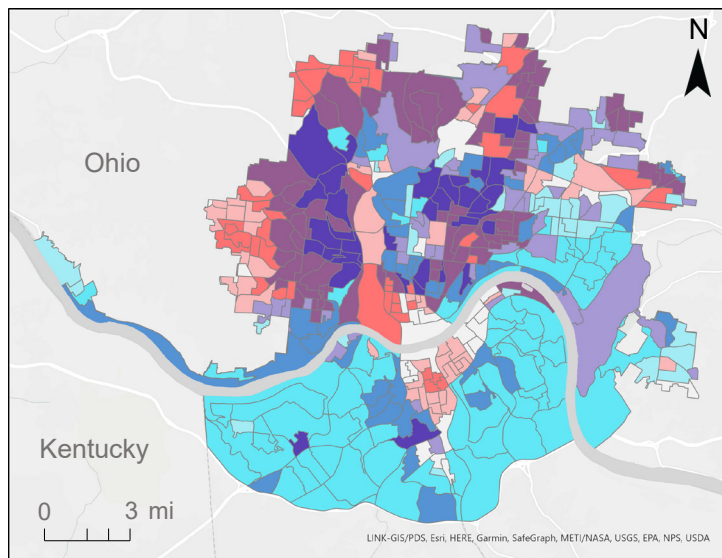 N
Ohio
Kentucky
0 3 mi
LINK-GIS/PDS, Esri, HERE, Garmin, SafeGraph, METI/NASA, USGS, EPA, NPS, USDA